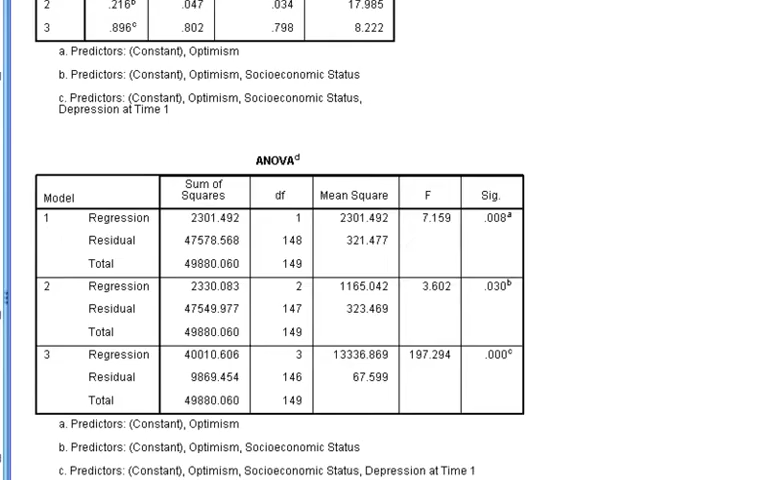 2 .216b .047 .034 17.985
3 .896c .802 .798 8.222
a. Predictors: (Constant), Optimism
b. Predictors: (Constant), Optimism, Socioeconomic Status
c. Predictors: (Constant), Optimism, Socioeconomic Status,
Depression at Time 1
ANOVAd
Model Sum of Squares df Mean Square F Sig.
1 Regression 2301.492 1 2301.492 7.159 .008a
Residual 47578.568 148 321.477
Total 49880.060 149
2 Regression 2330.083 2 1165.042 3.602 .030b
Residual 47549.977 147 323.469
Total 49880.060 149
3 Regression 40010.606 3 13336.869 197.294 .000c
Residual 9869.454 146 67.599
Total 49880.060 149
a. Predictors: (Constant), Optimism
b. Predictors: (Constant), Optimism, Socioeconomic Status
c. Predictors: (Constant), Optimism, Socioeconomic Status, Depression at Time 1